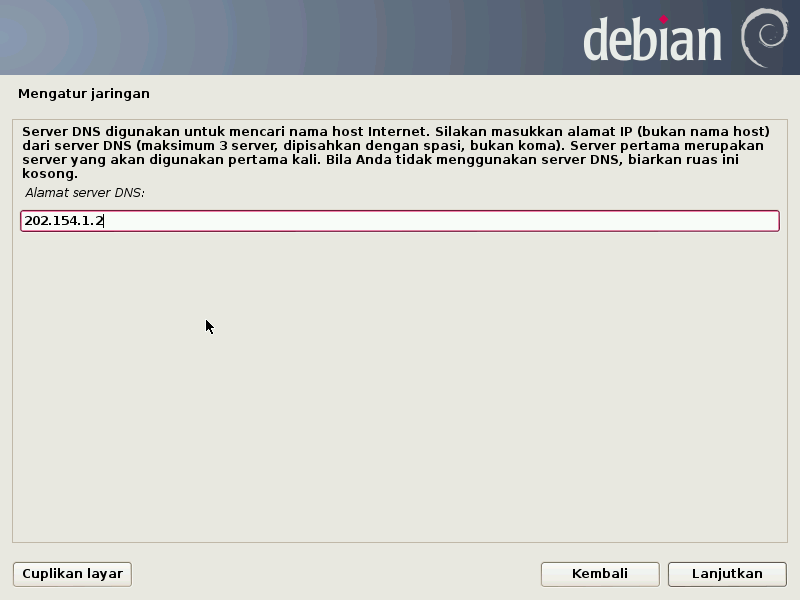 debian
Mengatur jaringan
Server DNS digunakan untuk mencari nama host Internet. Silakan masukkan alamat IP (bukan nama host)
dari server DNS (maksimum 3 server, dipisahkan dengan spasi, bukan koma). Server pertama merupakan
server yang akan digunakan pertama kali. Bila Anda tidak menggunakan server DNS, biarkan ruas ini
kosong.
Alamat server DNS:
202.154.1.2
Cuplikan layar
Kembali
Lanjutkan